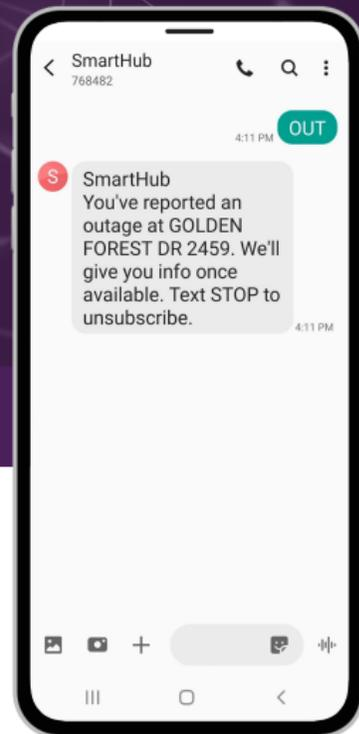 SmartHub
768482
4:11 PM
OUT
S
SmartHub
You've reported an
outage at GOLDEN
FOREST DR 2459. We'll
give you info once
available. Text STOP to
unsubscribe.
4:11 PM